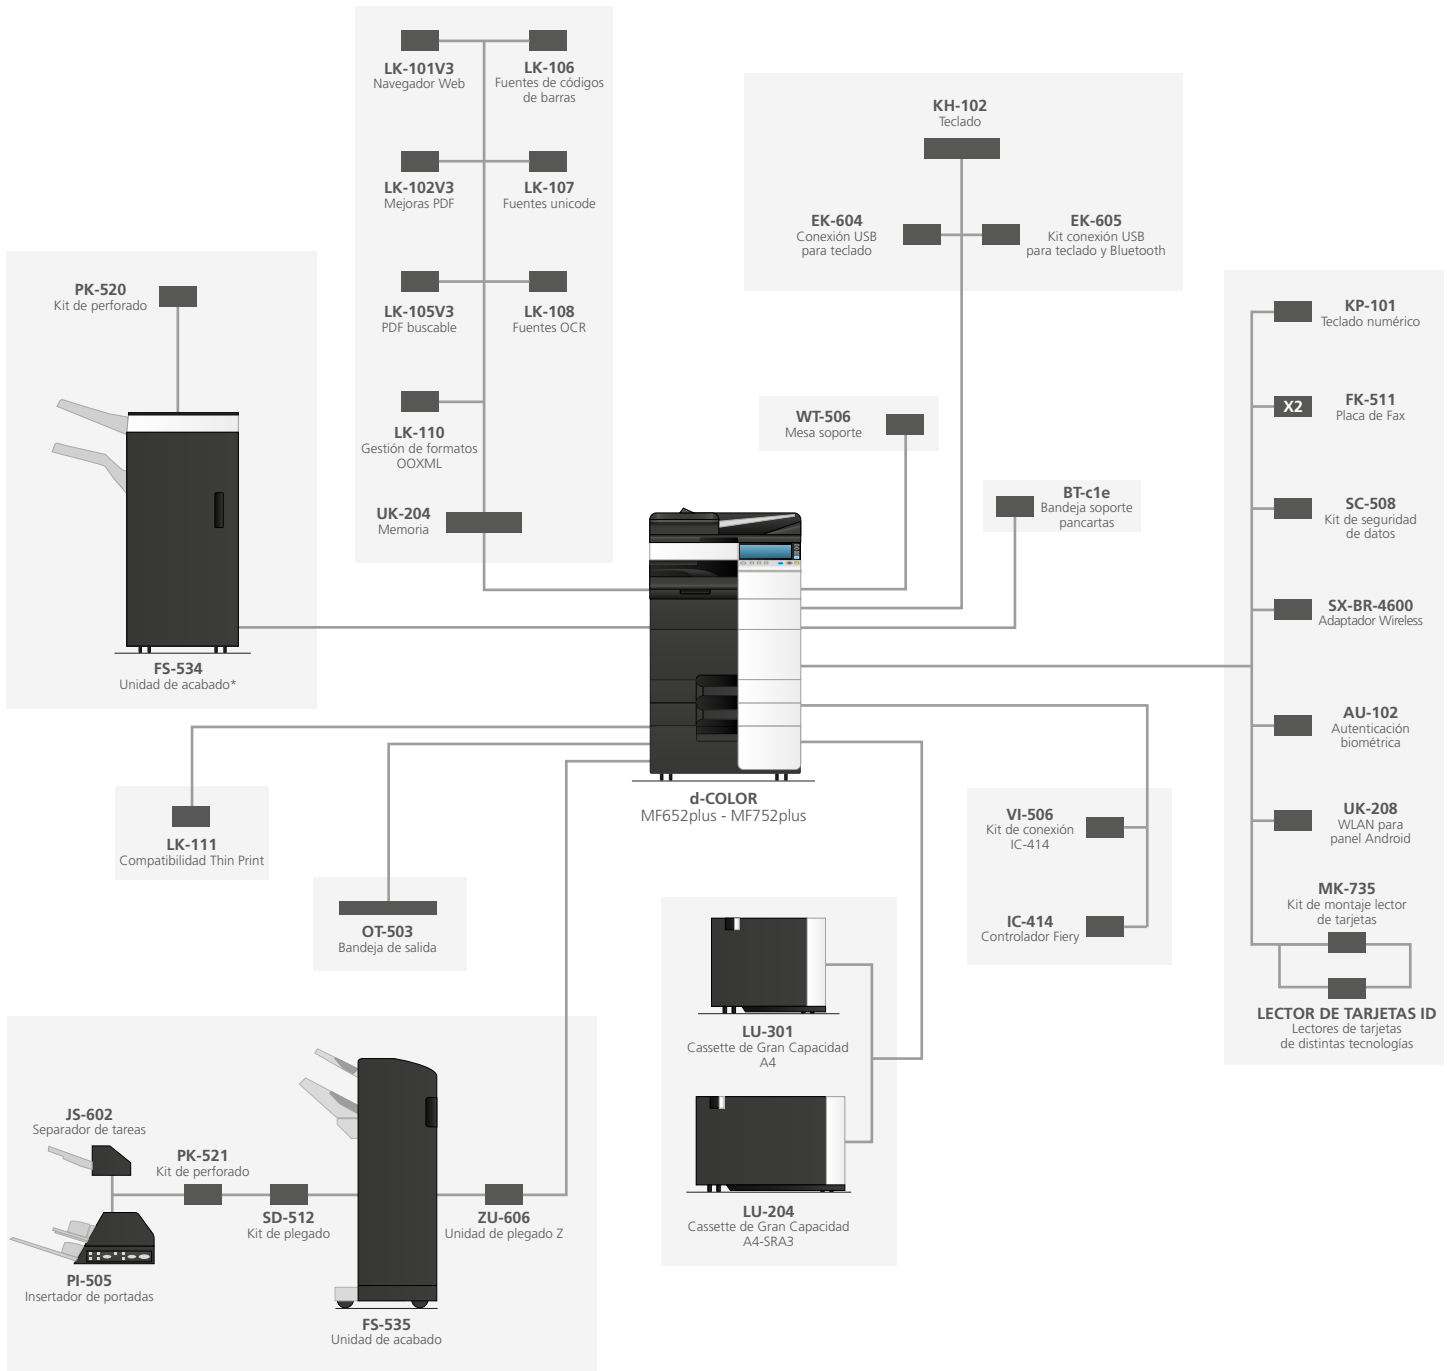 LK-101V3
Navegador Web
LK-106
Fuentes de códigos
de barras
LK-102V3
Mejoras PDF
LK-107
Fuentes unicode
LK-105V3
PDF buscable
LK-108
Fuentes OCR
LK-110
Gestión de formatos
OOXML
UK-204
Memoria
KH-102
Teclado
EK-604
Conexión USB
para teclado
EK-605
Kit conexión USB
para teclado y Bluetooth
PK-520
Kit de perforado
FS-534
Unidad de acabado*
WT-506
Mesa soporte
BT-c1e
Bandeja soporte
pancartas
KP-101
Teclado numérico
X2
FK-511
Placa de Fax
SC-508
Kit de seguridad
de datos
SX-BR-4600
Adaptador Wireless
AU-102
Autenticación
biométrica
UK-208
WLAN para
panel Android
MK-735
Kit de montaje lector
de tarjetas
LECTOR DE TARJETAS ID
Lectores de tarjetas
de distintas tecnologías
d-COLOR
MF652plus - MF752plus
LK-111
Compatibilidad Thin Print
OT-503
Bandeja de salida
VI-506
Kit de conexión
IC-414
IC-414
Controlador Fiery
LU-301
Cassette de Gran Capacidad
A4
LU-204
Cassette de Gran Capacidad
A4-SRA3
JS-602
Separador de tareas
PK-521
Kit de perforado
SD-512
Kit de plegado
ZU-606
Unidad de plegado Z
PI-505
Insertador de portadas
FS-535
Unidad de acabado